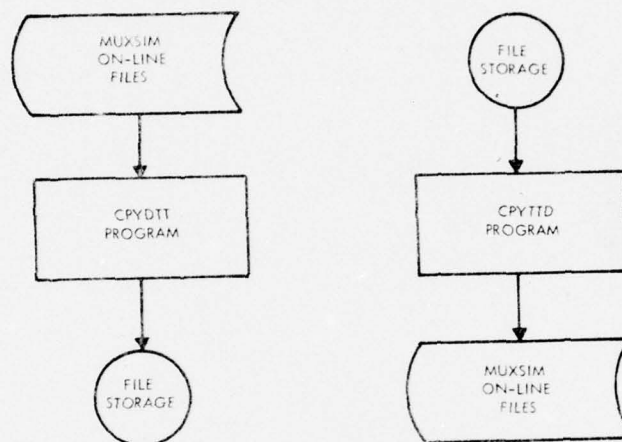 MUXSIM
ON-LINE
FILES
CPYDTT
PROGRAM
FILE
STORAGE
FILE
STORAGE
CPYTTD
PROGRAM
MUXSIM
ON-LINE
FILES